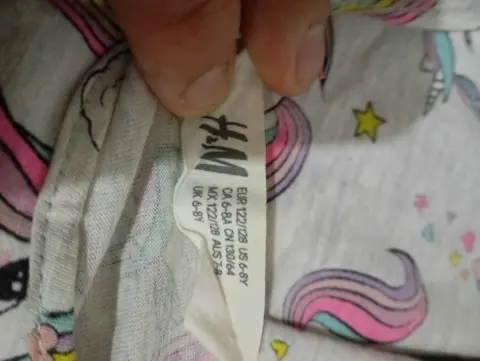 H&M
EUR 122/128 US 6-8Y
CA 6-8A CN 130/64
MX 122/128 AUS 7-8
UK 6-8Y